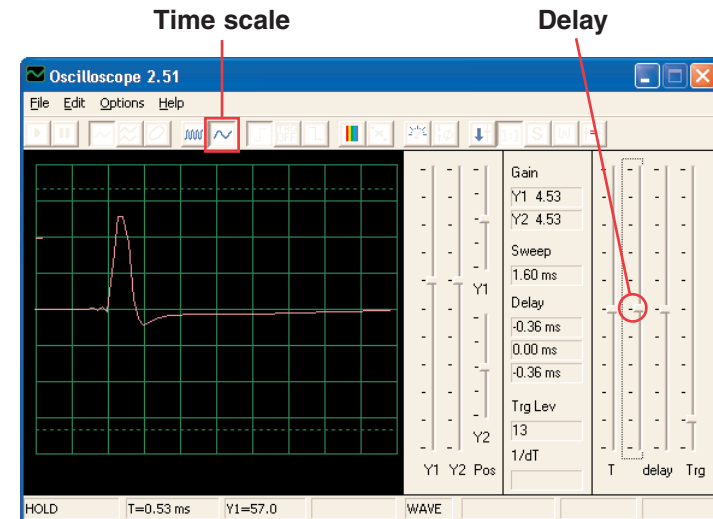 Time scale
Delay
Oscilloscope 2.51
File Edit Options Help
Gain
Y1 4.53
Y2 4.53
Sweep
1.60 ms
Y1
Delay
-0.36 ms
0.00 ms
-0.36 ms
Trg Lev
13
Y2
1/dT
Y1 Y2 Pos
T delay Trg
HOLD T=0.53 ms Y1=57.0 WAVE